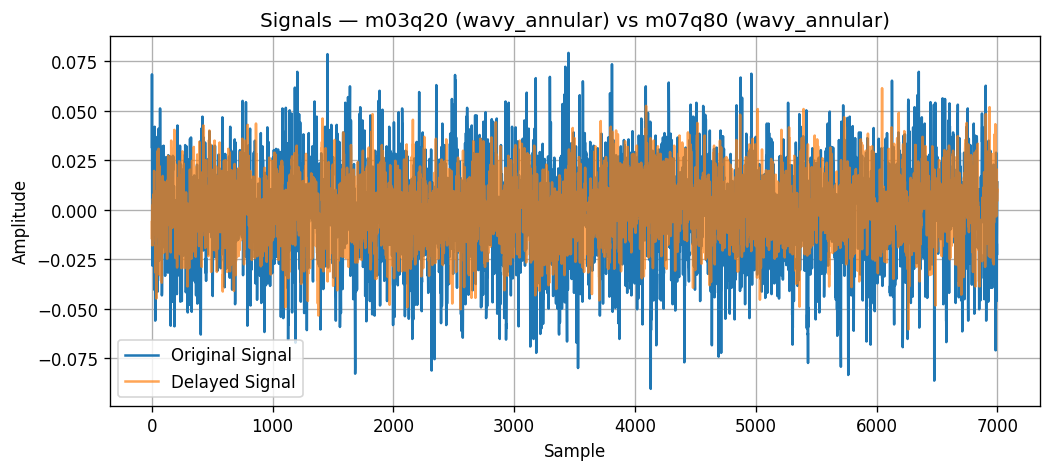 Signals — m03q20 (wavy_annular) vs m07q80 (wavy_annular)
Amplitude
0.075
0.050
0.025
0.000
−0.025
−0.050
−0.075
Original Signal
Delayed Signal
0 1000 2000 3000 4000 5000 6000 7000
Sample